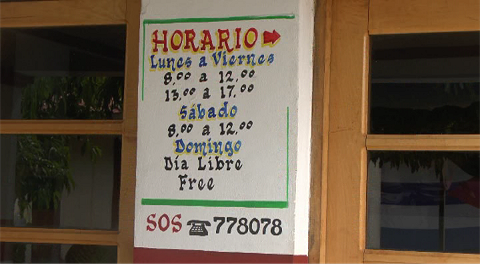 HORARIO
Lunes a Viernes
8,00 a 12,00
13,00 a 17,00
Sábado
8,00 a 12,00
Domingo
Día Libre
Free
SOS 778078